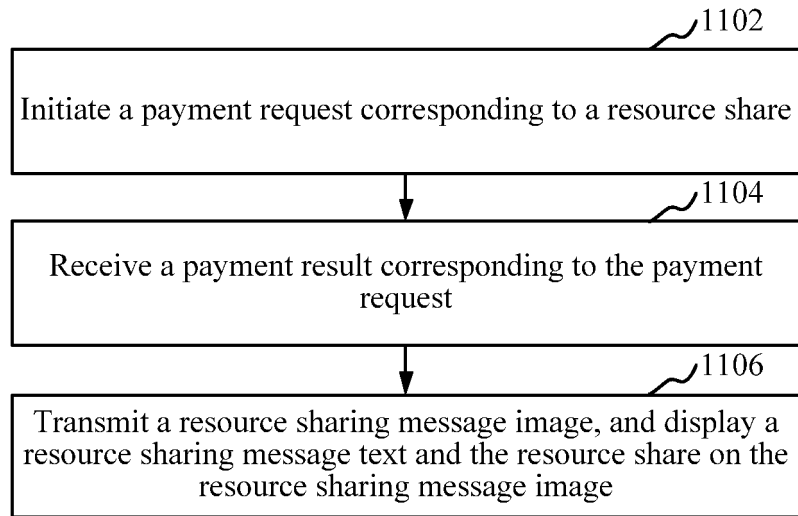 1102
Initiate a payment request corresponding to a resource share
1104
Receive a payment result corresponding to the payment
request
1106
Transmit a resource sharing message image, and display a
resource sharing message text and the resource share on the
resource sharing message image